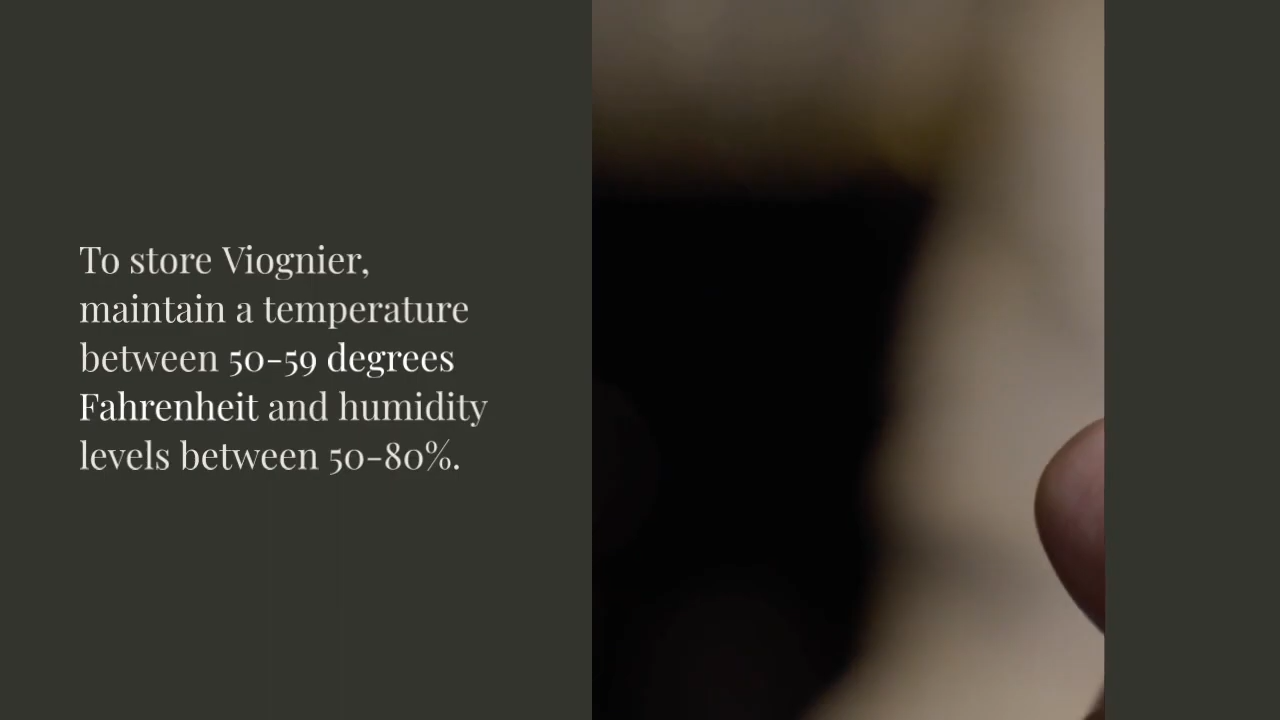 To store Viognier,
maintain a temperature
between 50-59 degrees
Fahrenheit and humidity
levels between 50-80%.